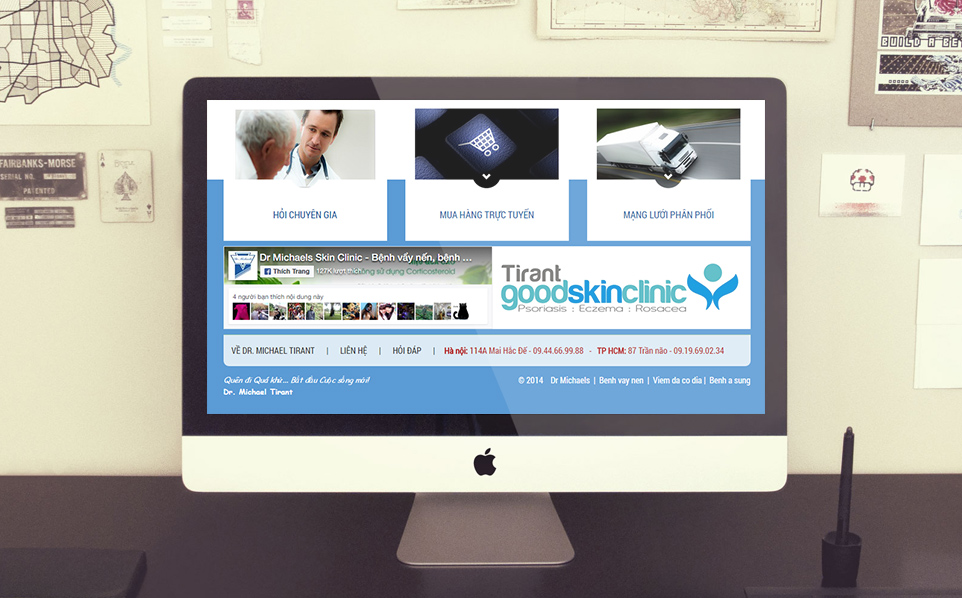 BUILD A BE
FAIRBANKS-MORSE
SERIAL NO.
PATENTED
A
BICYCLE
HỎI CHUYÊN GIA
MUA HÀNG TRỰC TUYẾN
MẠNG LƯỚI PHÂN PHỐI
Dr Michaels Skin Clinic - Bệnh vẩy nến, bệnh ...
Thích Trang 127K lượt thích
ng sử dụng Corticosteroid
4 người bạn thích nội dung này
Tirant
goodskinclinic
Psoriasis : Eczema : Rosacea
VỀ DR. MICHAEL TIRANT | LIÊN HỆ | HỎI ĐÁP | Hà nội: 114A Mai Hắc Đế - 09.44.66.99.88 - TP HCM: 87 Trần não - 09.19.69.02.34
Quên đi Quá khứ... Bắt đầu Cuộc sống mới!
Dr. Michael Tirant
© 2014 Dr Michaels | Benh vay nen | Viem da co dia | Benh a sung